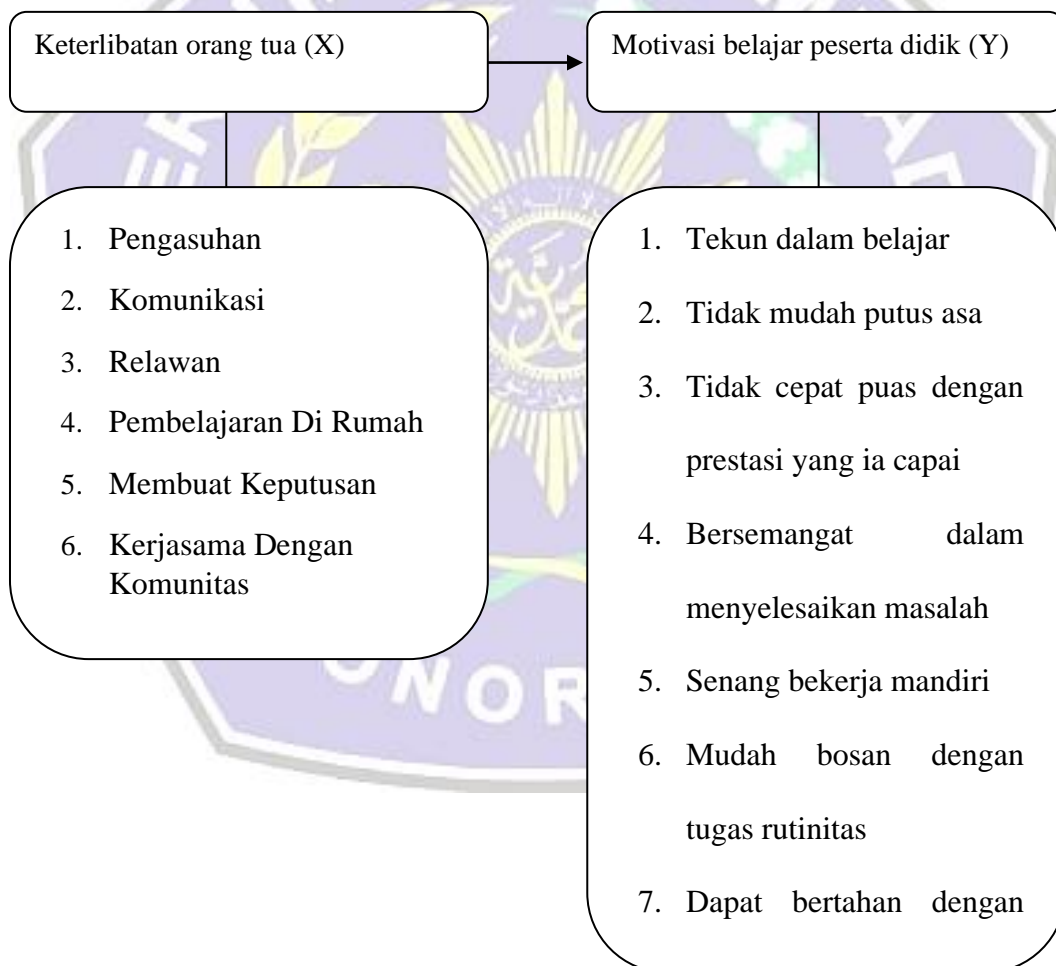 Keterlibatan orang tua (X)
Motivasi belajar peserta didik (Y)
1. Pengasuhan
2. Komunikasi
3. Relawan
4. Pembelajaran Di Rumah
5. Membuat Keputusan
6. Kerjasama Dengan
Komunitas
1. Tekun dalam belajar
2. Tidak mudah putus asa
3. Tidak cepat puas dengan
prestasi yang ia capai
4. Bersemangat dalam
menyelesaikan masalah
5. Senang bekerja mandiri
6. Mudah bosan dengan
tugas rutinitas
7. Dapat bertahan dengan